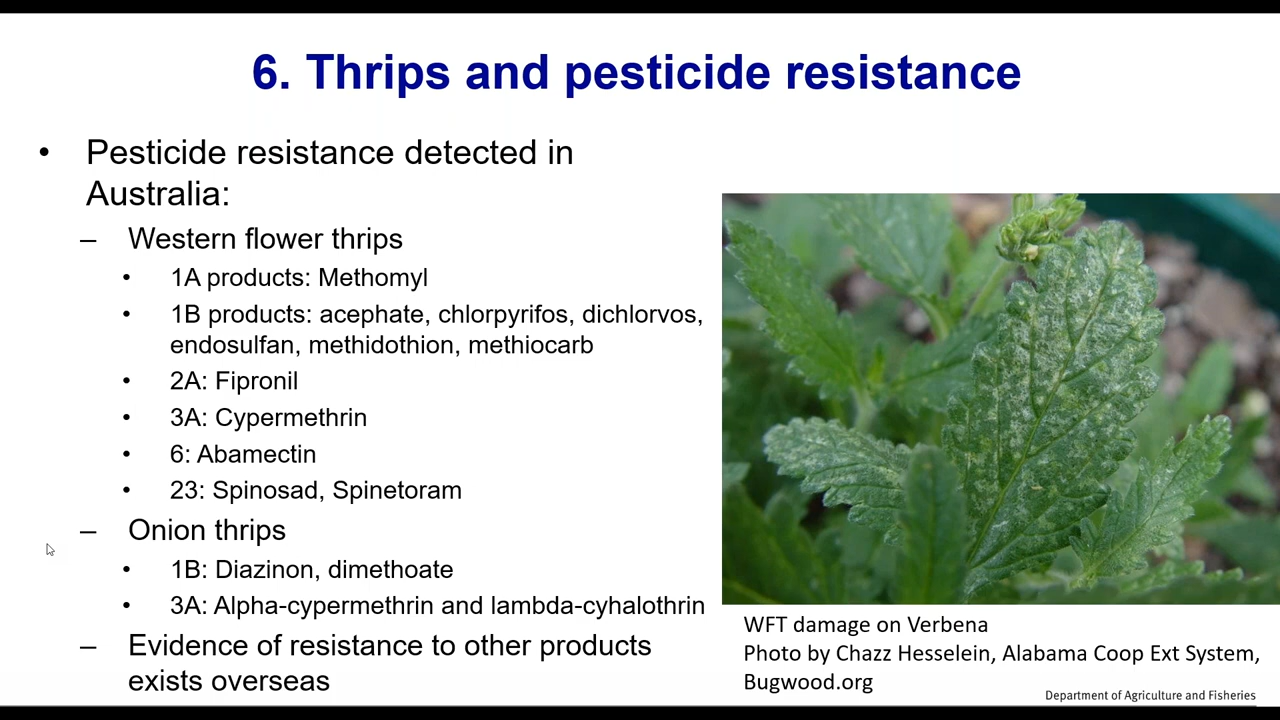 6. Thrips and pesticide resistance
• Pesticide resistance detected in
Australia:
– Western flower thrips
• 1A products: Methomyl
• 1B products: acephate, chlorpyrifos, dichlorvos,
endosulfan, methidothion, methiocarb
• 2A: Fipronil
• 3A: Cypermethrin
• 6: Abamectin
• 23: Spinosad, Spinetoram
– Onion thrips
• 1B: Diazinon, dimethoate
• 3A: Alpha-cypermethrin and lambda-cyhalothrin
– Evidence of resistance to other products
exists overseas
WFT damage on Verbena
Photo by Chazz Hesselein, Alabama Coop Ext System,
Bugwood.org
Department of Agriculture and Fisheries